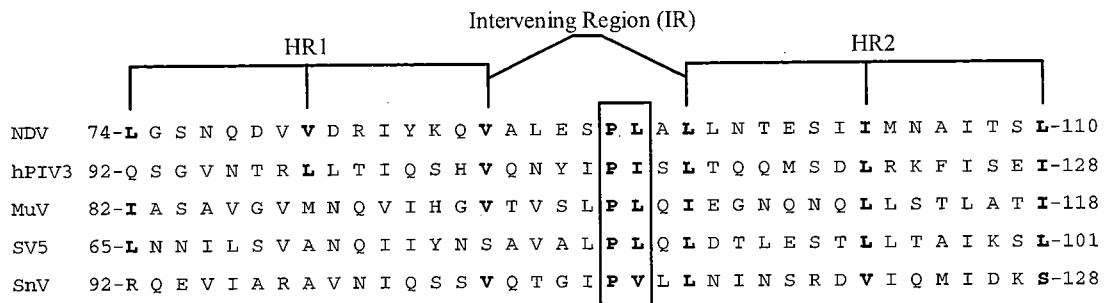 Intervening Region (IR)
HR1 HR2
NDV 74-L G S N Q D V V D R I Y K Q V A L E S P L A L L N T E S I I M N A I T S L-110
hPIV3 92-Q S G V N T R L L T I Q S H V Q N Y I P I S L T Q Q M S D L R K F I S E I-128
MuV 82-I A S A V G V M N Q V I H G V T V S L P L Q I E G N Q N Q L L S T L A T I-118
SV5 65-L N N I L S V A N Q I I Y N S A V A L P L Q L D T L E S T L L T A I K S L-101
SnV 92-R Q E V I A R A V N I Q S S V Q T G I P V L L N I N S R D V I Q M I D K S-128